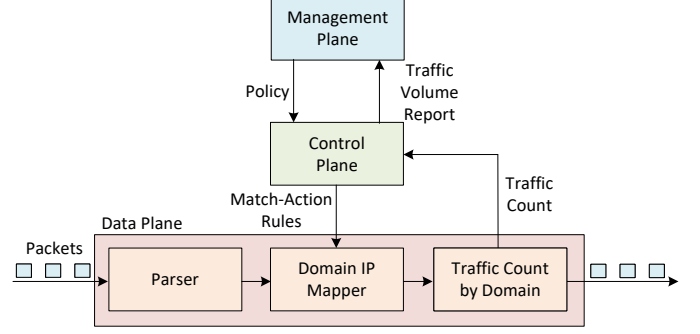 Management
Plane
Policy
Traffic
Volume
Report
Control
Plane
Match-Action
Rules
Traffic
Count
Data Plane
Packets
Parser
Domain IP
Mapper
Traffic Count
by Domain